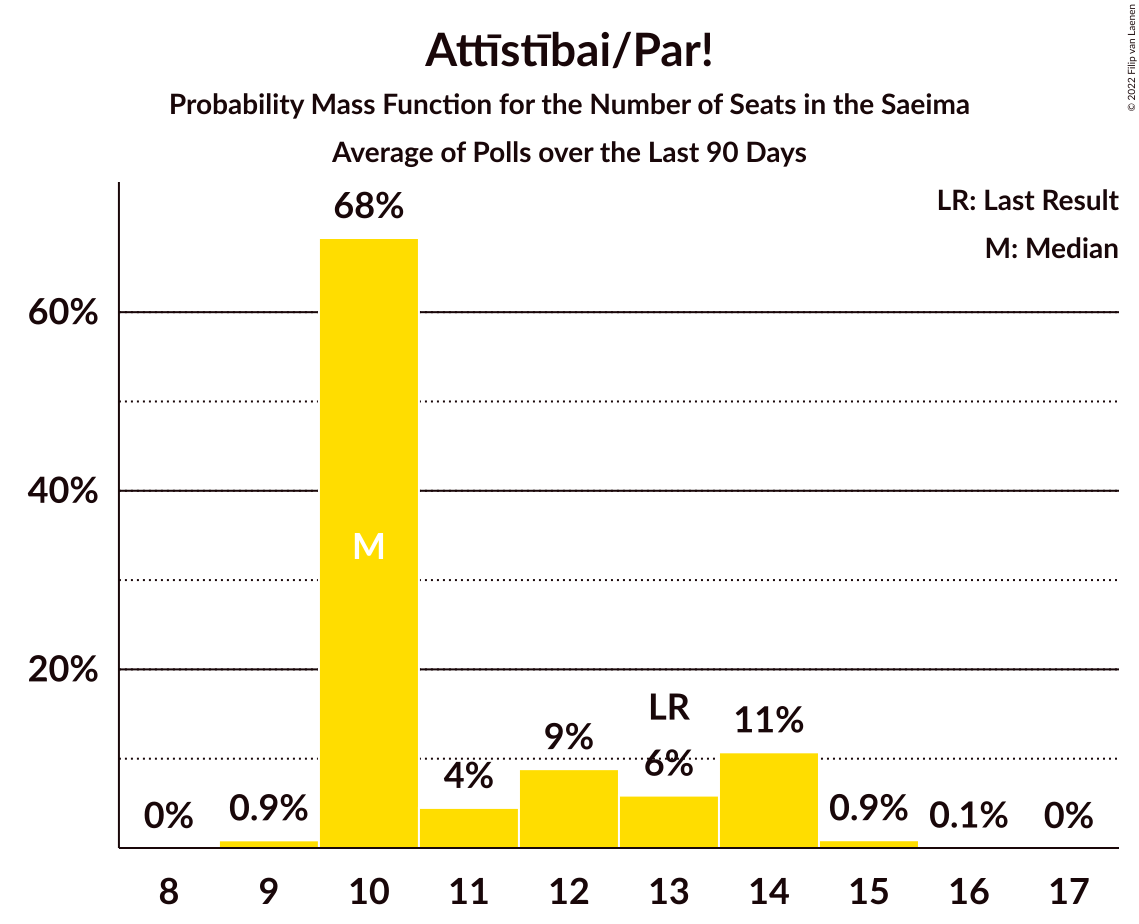 Attīstībai/Par!
Probability Mass Function for the Number of Seats in the Saeima
Average of Polls over the Last 90 Days
© 2022 Filip van Laenen
LR: Last Result
M: Median
68%
60%
40%
M
20%
LR
11%
9%
6%
4%
0%
0.9%
0.9%
0.1%
0%
8 9 10 11 12 13 14 15 16 17